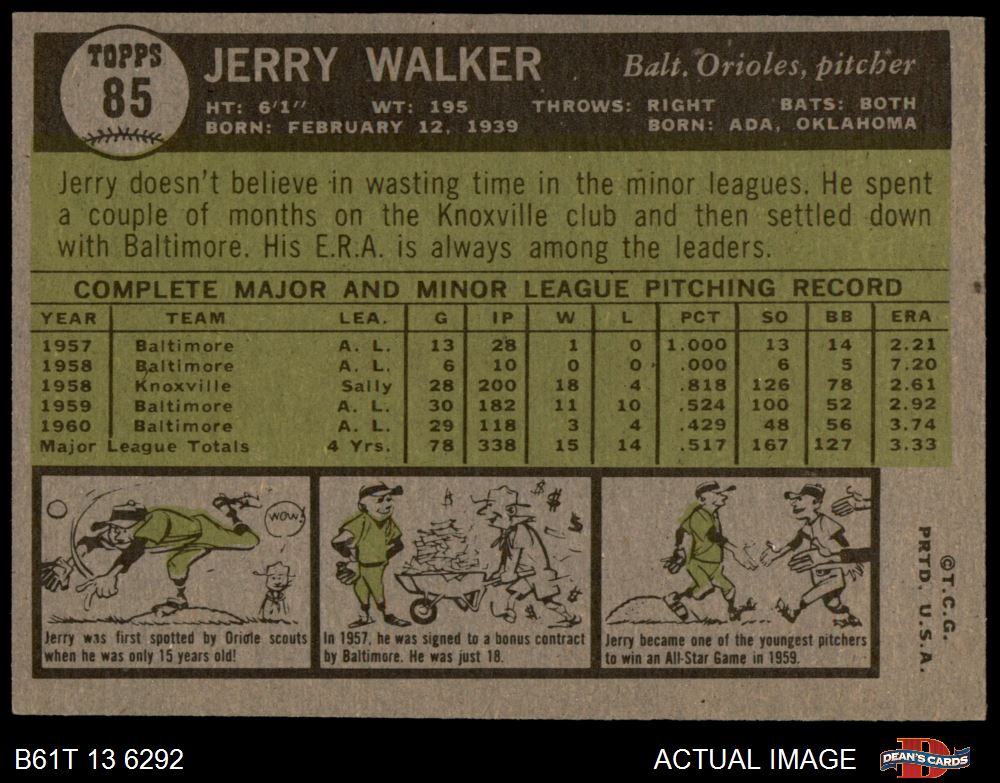 TOPPS
85
JERRY WALKER
Balt. Orioles, pitcher
HT: 6'1" WT: 195 THROWS: RIGHT BATS: BOTH
BORN: FEBRUARY 12, 1939 BORN: ADA, OKLAHOMA
Jerry doesn't believe in wasting time in the minor leagues. He spent
a couple of months on the Knoxville club and then settled down
with Baltimore. His E.R.A. is always among the leaders.
COMPLETE MAJOR AND MINOR LEAGUE PITCHING RECORD
YEAR TEAM LEA. G IP W L PCT SO BB ERA
1957 Baltimore A. L. 13 28 1 0 1.000 13 14 2.21
1958 Baltimore A. L. 6 10 0 0 .000 6 5 7.20
1958 Knoxville Sally 28 200 18 4 .818 126 78 2.61
1959 Baltimore A. L. 30 182 11 10 .524 100 52 2.92
1960 Baltimore A. L. 29 118 3 4 .429 48 56 3.74
Major League Totals 4 Yrs. 78 338 15 14 .517 167 127 3.33
WOW!
Jerry was first spotted by Oriole scouts
when he was only 15 years old!
$ $ $ $ $ $
In 1957, he was signed to a bonus contract
by Baltimore. He was just 18.
Jerry became one of the youngest pitchers
to win an All-Star Game in 1959.
©T.C.G.
PRTD. U.S.A.
B61T 13 6292
ACTUAL IMAGE
DEAN'S CARDS